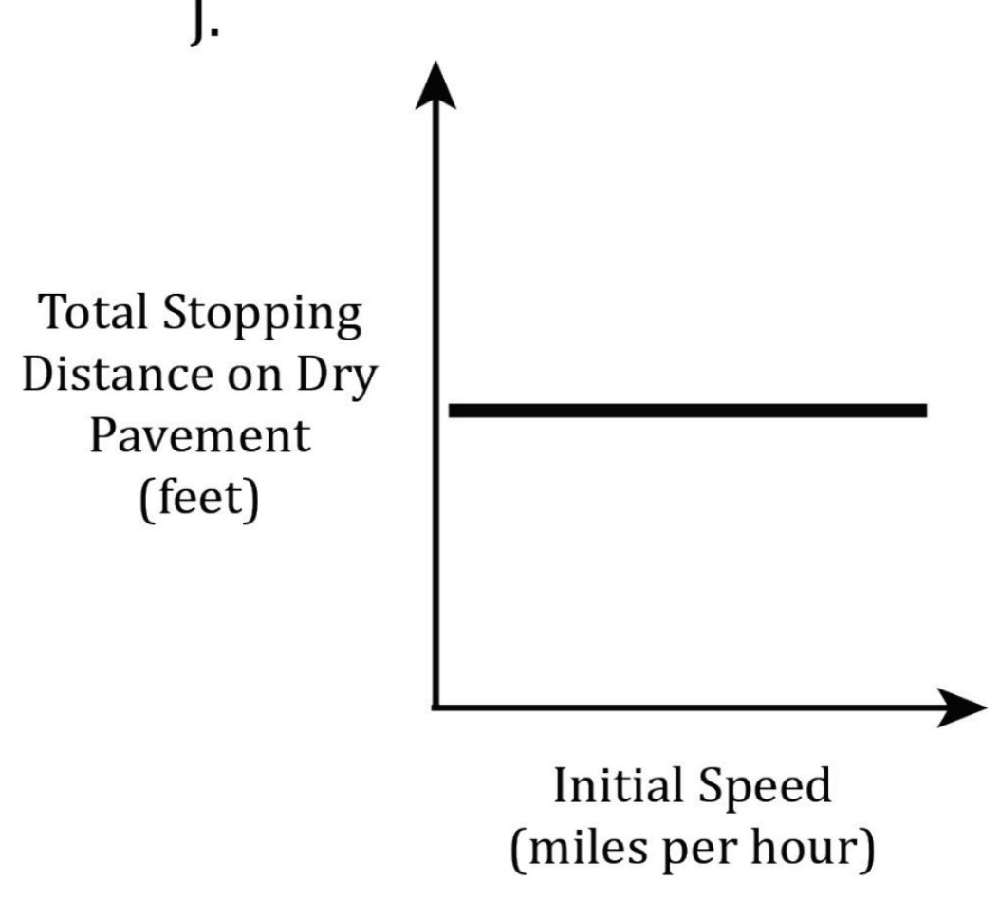 J.
Total Stopping
Distance on Dry
Pavement
(feet)
Initial Speed
(miles per hour)